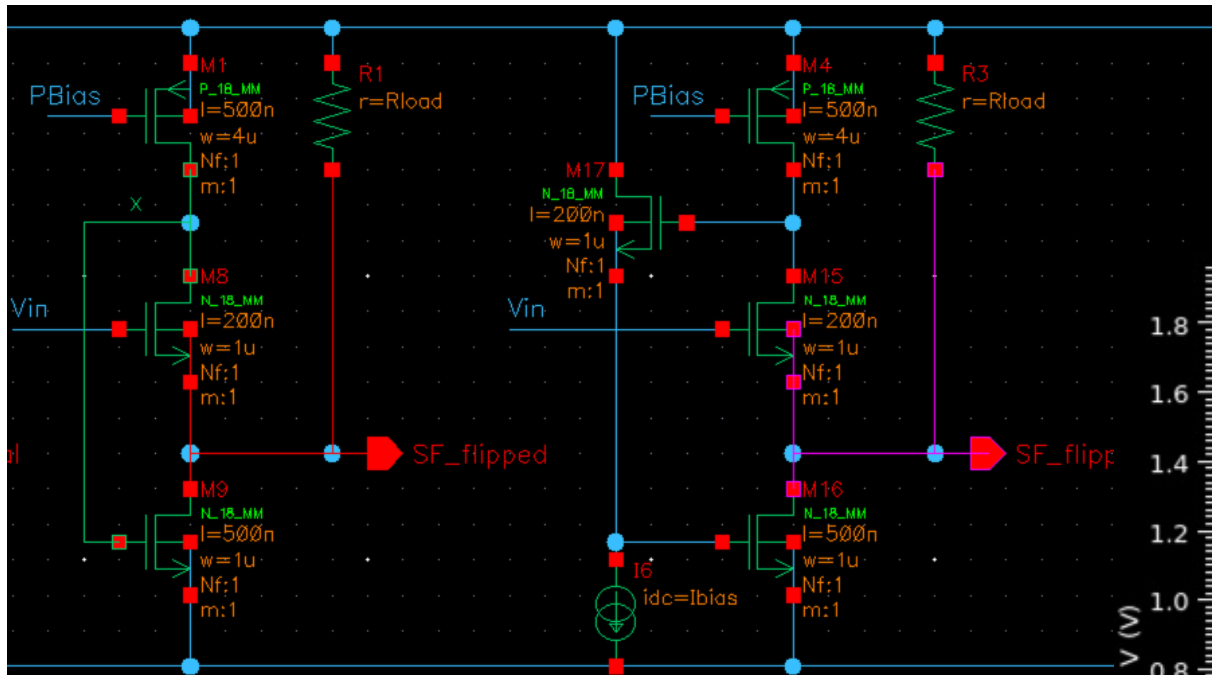 M1
P_18_MM
PBias
l=500n
w=4u
Nf:1
m:1
R1
r=Rload
X
M8
N_18_MM
Vin
l=200n
w=1u
Nf:1
m:1
al
SF_flipped
M9
N_18_MM
l=500n
w=1u
Nf:1
m:1
M17
N_18_MM
l=200n
w=1u
Nf:1
m:1
PBias
M4
P_18_MM
l=500n
w=4u
Nf:1
m:1
R3
r=Rload
Vin
M15
N_18_MM
l=200n
w=1u
Nf:1
m:1
SF_flipp
M16
N_18_MM
l=500n
w=1u
Nf:1
m:1
I6
idc=Ibias
1.8
1.6
1.4
1.2
1.0
0.8
V (V)